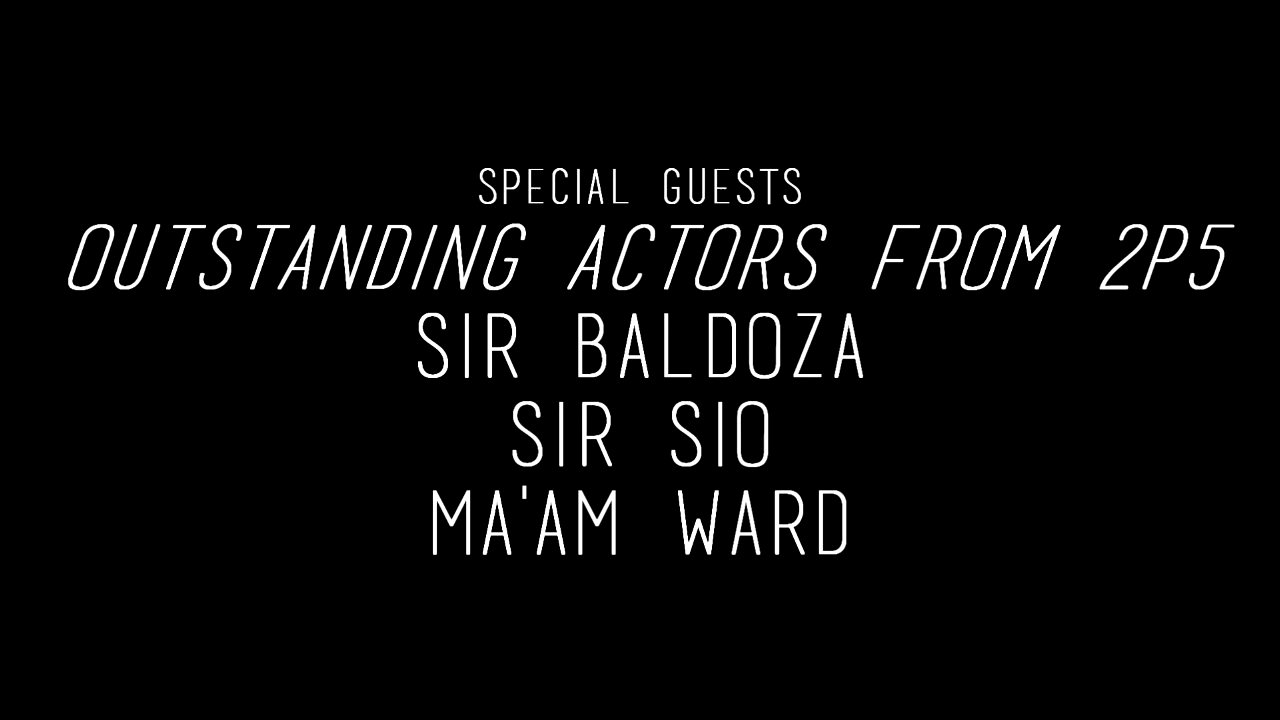 SPECIAL GUESTS
OUTSTANDING ACTORS FROM 2P5
SIR BALDOZA
SIR SIO
MA'AM WARD